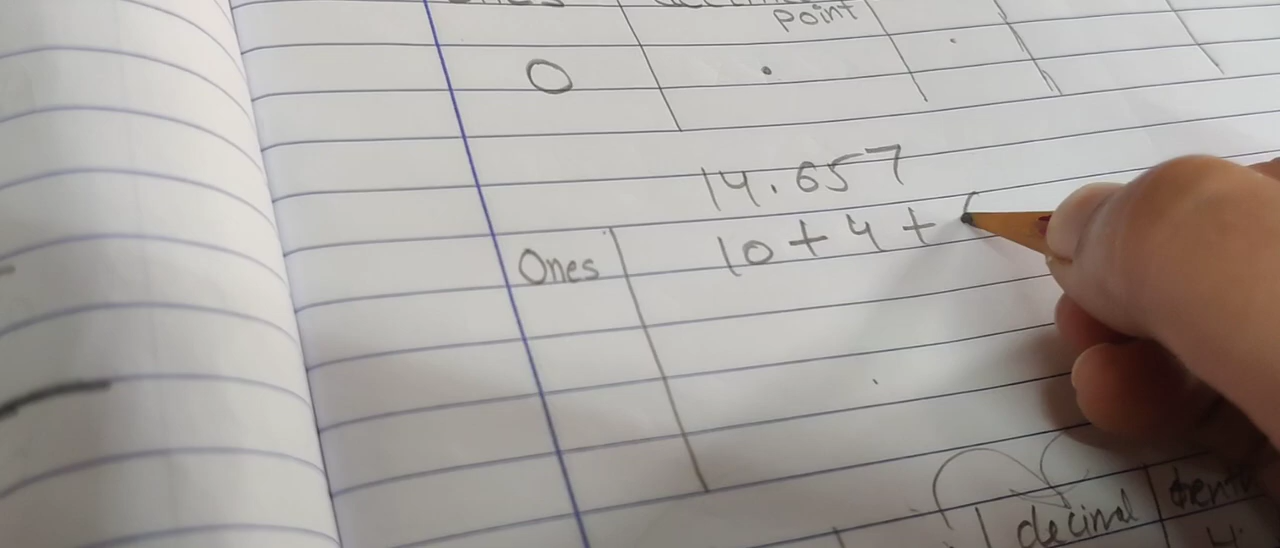 point
0 .
14.657
10 + 4 +
Ones
decimal